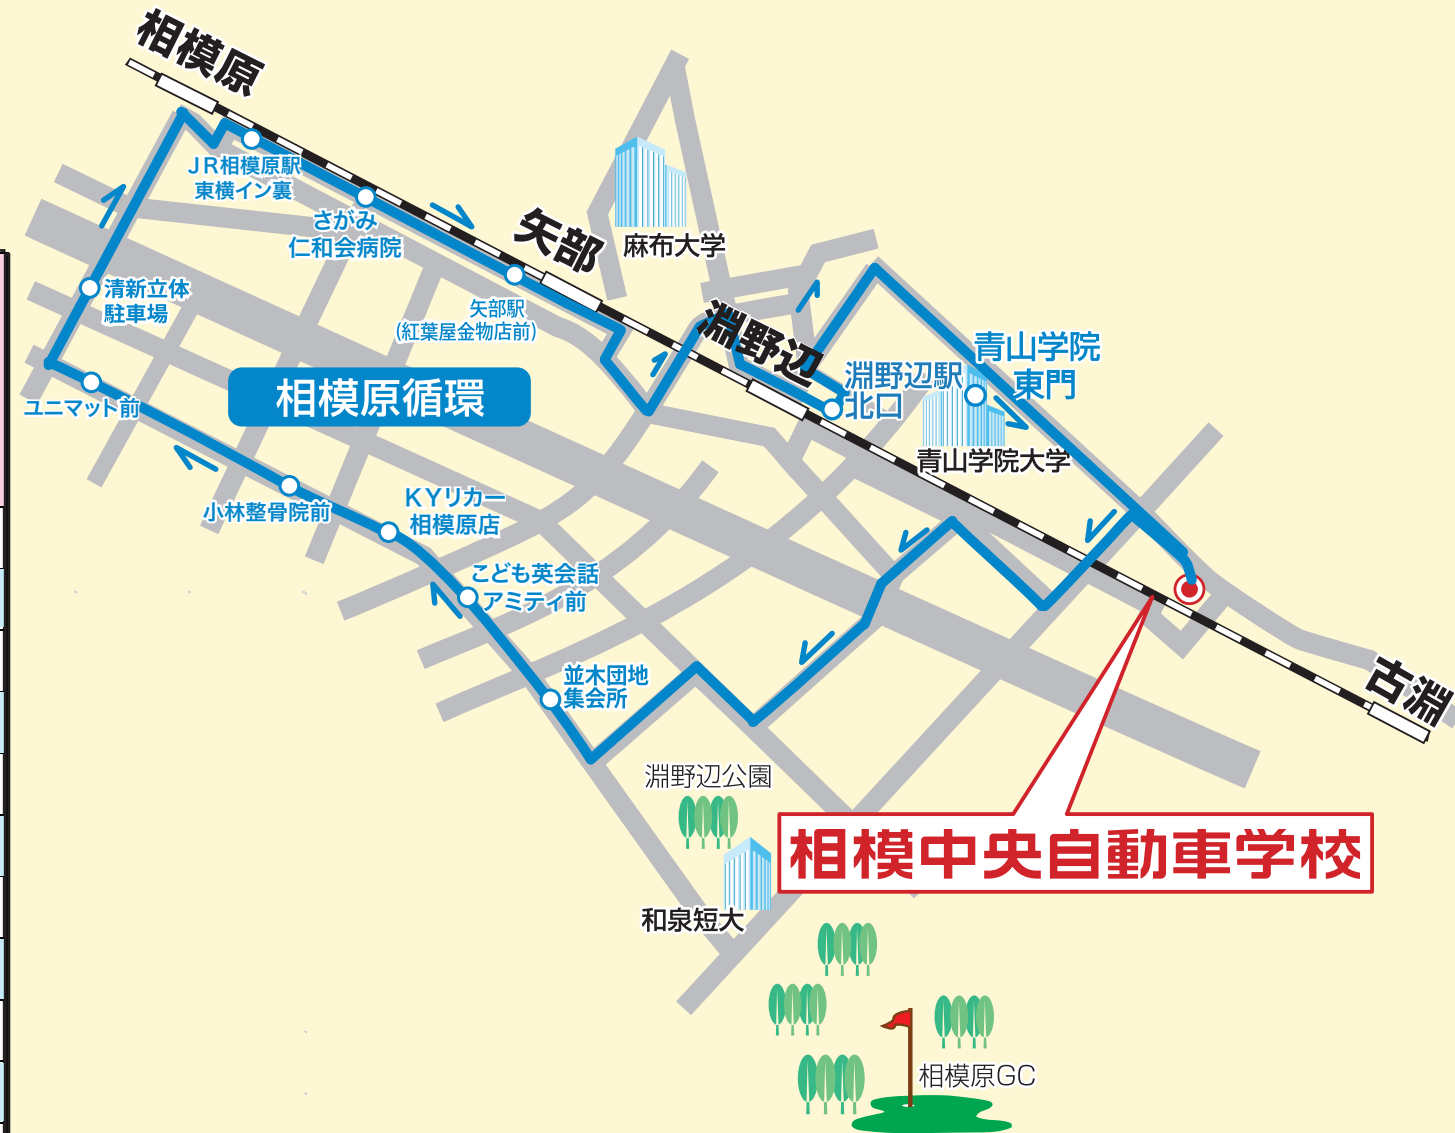 相模原
JR相模原駅
東横イン裏
さがみ
仁和会病院
矢部
麻布大学
清新立体
駐車場
矢部駅
(紅葉屋金物店前)
淵野辺
青山学院
東門
淵野辺駅
北口
ユニマット前
相模原循環
青山学院大学
小林整骨院前
KYリカー
相模原店
こども英会話
アミティ前
並木団地
集会所
古淵
淵野辺公園
相模中央自動車学校
和泉短大
相模原GC